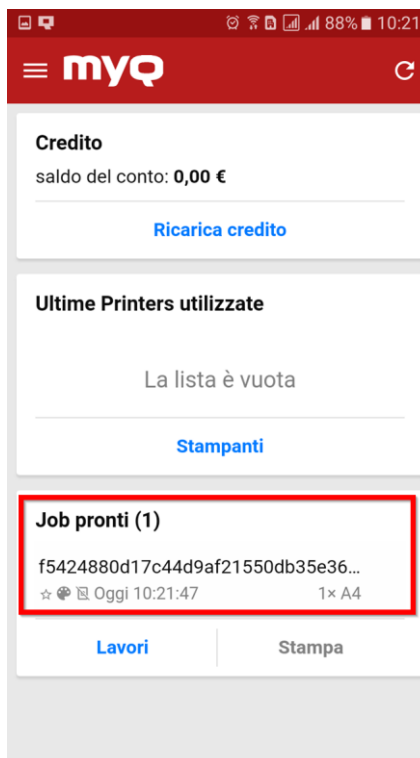 88% 10:21
myQ
Credito
saldo del conto: 0,00 €
Ricarica credito
Ultime Printers utilizzate
La lista è vuota
Stampanti
Job pronti (1)
f5424880d17c44d9af21550db35e36...
Oggi 10:21:47 1× A4
Lavori Stampa